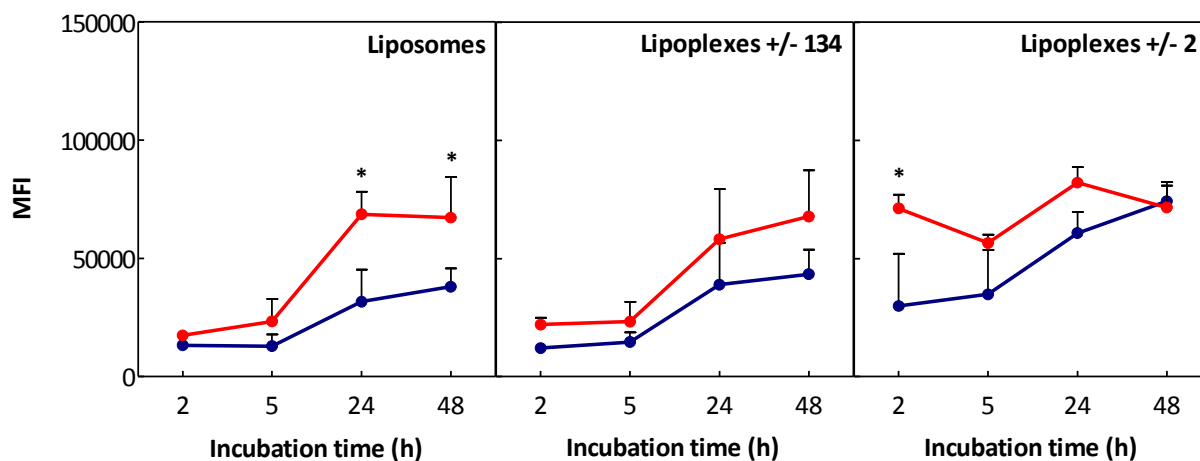 150000
100000
50000
0
MFI
Liposomes
Lipoplexes +/- 134
Lipoplexes +/- 2
*
*
*
2 5 24 48
2 5 24 48
2 5 24 48
Incubation time (h)
Incubation time (h)
Incubation time (h)